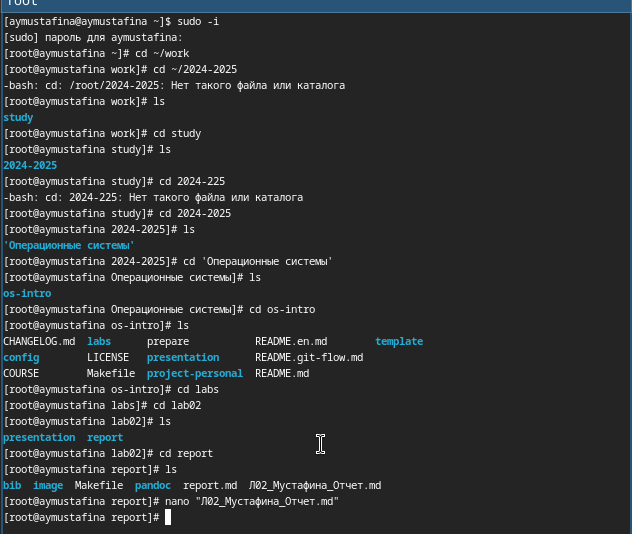 root
[aymustafina@aymustafina ~]$ sudo -i
[sudo] пароль для aymustafina:
[root@aymustafina ~]# cd ~/work
[root@aymustafina work]# cd ~/2024-2025
-bash: cd: /root/2024-2025: Нет такого файла или каталога
[root@aymustafina work]# ls
study
[root@aymustafina work]# cd study
[root@aymustafina study]# ls
2024-2025
[root@aymustafina study]# cd 2024-225
-bash: cd: 2024-225: Нет такого файла или каталога
[root@aymustafina study]# cd 2024-2025
[root@aymustafina 2024-2025]# ls
'Операционные системы'
[root@aymustafina 2024-2025]# cd 'Операционные системы'
[root@aymustafina Операционные системы]# ls
os-intro
[root@aymustafina Операционные системы]# cd os-intro
[root@aymustafina os-intro]# ls
CHANGELOG.md  labs      prepare           README.en.md        template
config        LICENSE   presentation      README.git-flow.md
COURSE        Makefile  project-personal  README.md
[root@aymustafina os-intro]# cd labs
[root@aymustafina labs]# cd lab02
[root@aymustafina lab02]# ls
presentation  report
[root@aymustafina lab02]# cd report
[root@aymustafina report]# ls
bib  image  Makefile  pandoc  report.md  Л02_Мустафина_Отчет.md
[root@aymustafina report]# nano "Л02_Мустафина_Отчет.md"
[root@aymustafina report]#